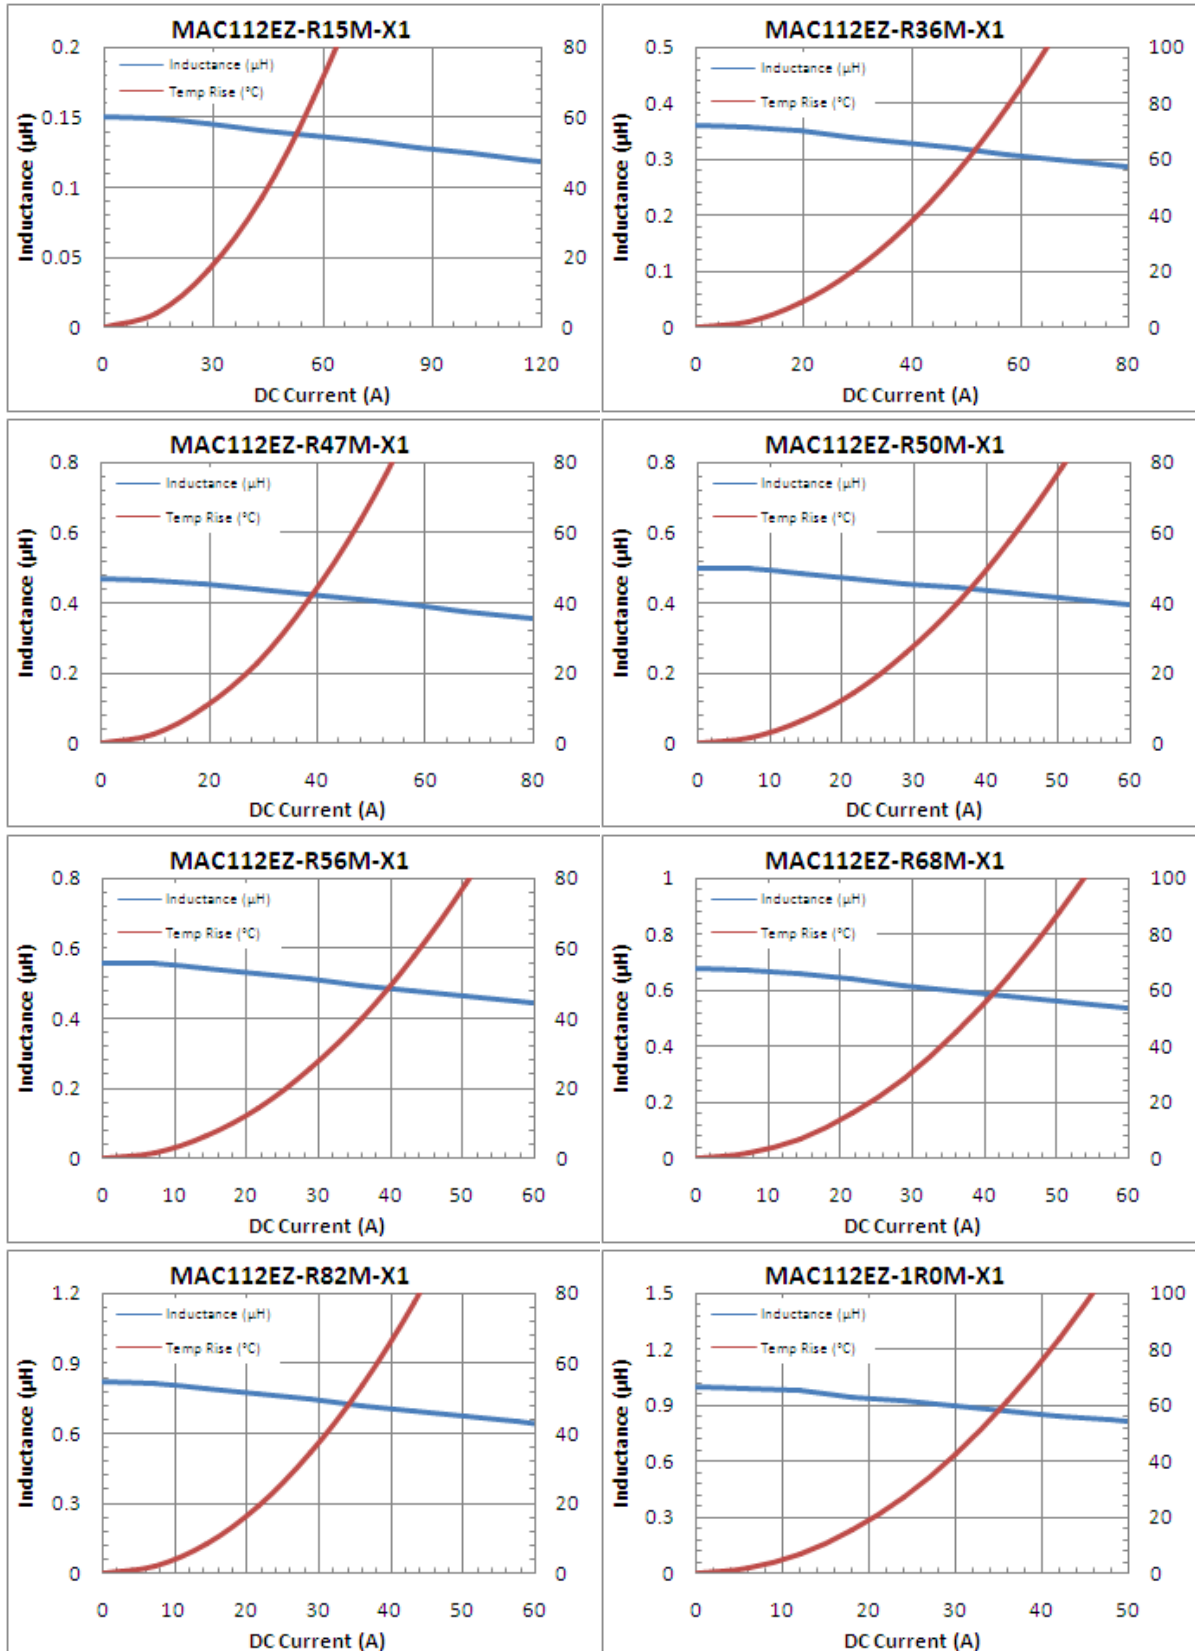 MAC112EZ-R15M-X1
Inductance (µH)
Temp Rise (°C)
0.2
0.15
0.1
0.05
0
80
60
40
20
0
0 30 60 90 120
Inductance (µH)
DC Current (A)
MAC112EZ-R36M-X1
Inductance (µH)
Temp Rise (°C)
0.5
0.4
0.3
0.2
0.1
0
100
80
60
40
20
0
0 20 40 60 80
Inductance (µH)
DC Current (A)
MAC112EZ-R47M-X1
Inductance (µH)
Temp Rise (°C)
0.8
0.6
0.4
0.2
0
80
60
40
20
0
0 20 40 60 80
Inductance (µH)
DC Current (A)
MAC112EZ-R50M-X1
Inductance (µH)
Temp Rise (°C)
0.8
0.6
0.4
0.2
0
80
60
40
20
0
0 10 20 30 40 50 60
Inductance (µH)
DC Current (A)
MAC112EZ-R56M-X1
Inductance (µH)
Temp Rise (°C)
0.8
0.6
0.4
0.2
0
80
60
40
20
0
0 10 20 30 40 50 60
Inductance (µH)
DC Current (A)
MAC112EZ-R68M-X1
Inductance (µH)
Temp Rise (°C)
1
0.8
0.6
0.4
0.2
0
100
80
60
40
20
0
0 10 20 30 40 50 60
Inductance (µH)
DC Current (A)
MAC112EZ-R82M-X1
Inductance (µH)
Temp Rise (°C)
1.2
0.9
0.6
0.3
0
80
60
40
20
0
0 10 20 30 40 50 60
Inductance (µH)
DC Current (A)
MAC112EZ-1R0M-X1
Inductance (µH)
Temp Rise (°C)
1.5
1.2
0.9
0.6
0.3
0
100
80
60
40
20
0
0 10 20 30 40 50
Inductance (µH)
DC Current (A)